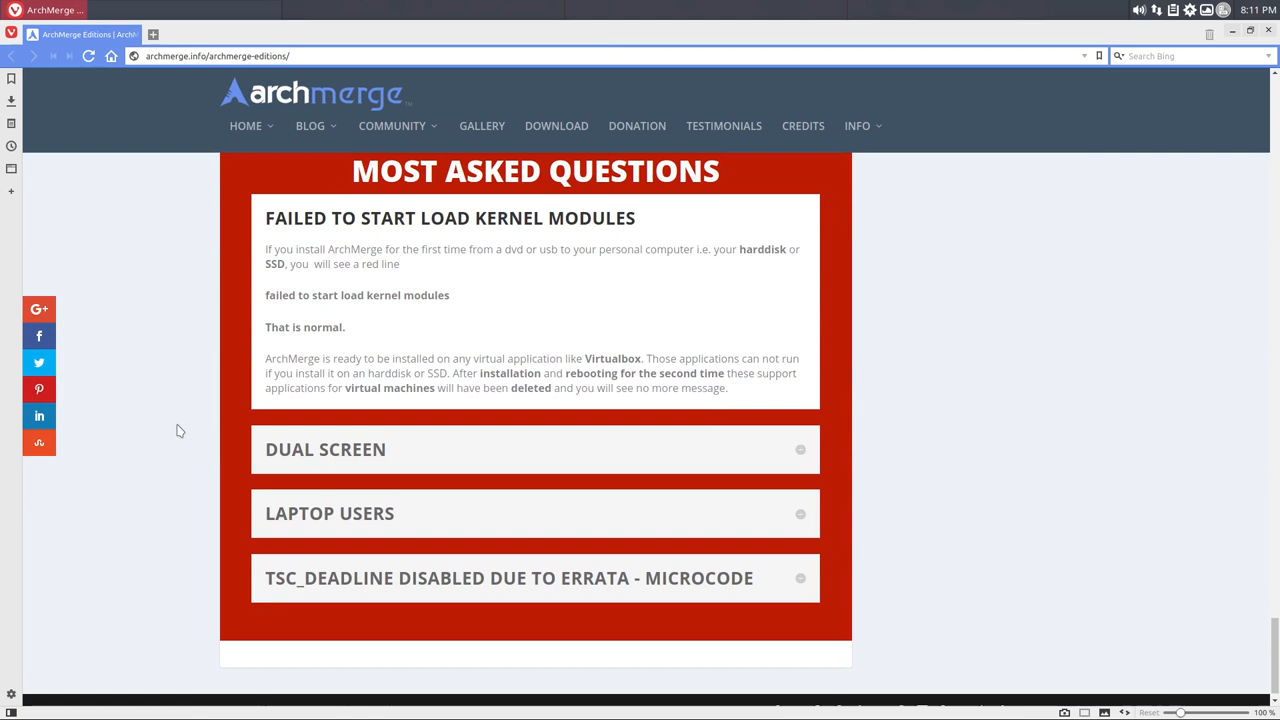 ArchMerge ...
8:11 PM
ArchMerge Editions | ArchM
archmerge.info/archmerge-editions/
Search Bing
archmerge
TM
HOME BLOG COMMUNITY GALLERY DOWNLOAD DONATION TESTIMONIALS CREDITS INFO
MOST ASKED QUESTIONS
FAILED TO START LOAD KERNEL MODULES
If you install ArchMerge for the first time from a dvd or usb to your personal computer i.e. your harddisk or
SSD, you will see a red line
failed to start load kernel modules
That is normal.
ArchMerge is ready to be installed on any virtual application like Virtualbox. Those applications can not run
if you install it on an harddisk or SSD. After installation and rebooting for the second time these support
applications for virtual machines will have been deleted and you will see no more message.
G+
f
in
DUAL SCREEN
LAPTOP USERS
TSC_DEADLINE DISABLED DUE TO ERRATA - MICROCODE
Reset
100 %